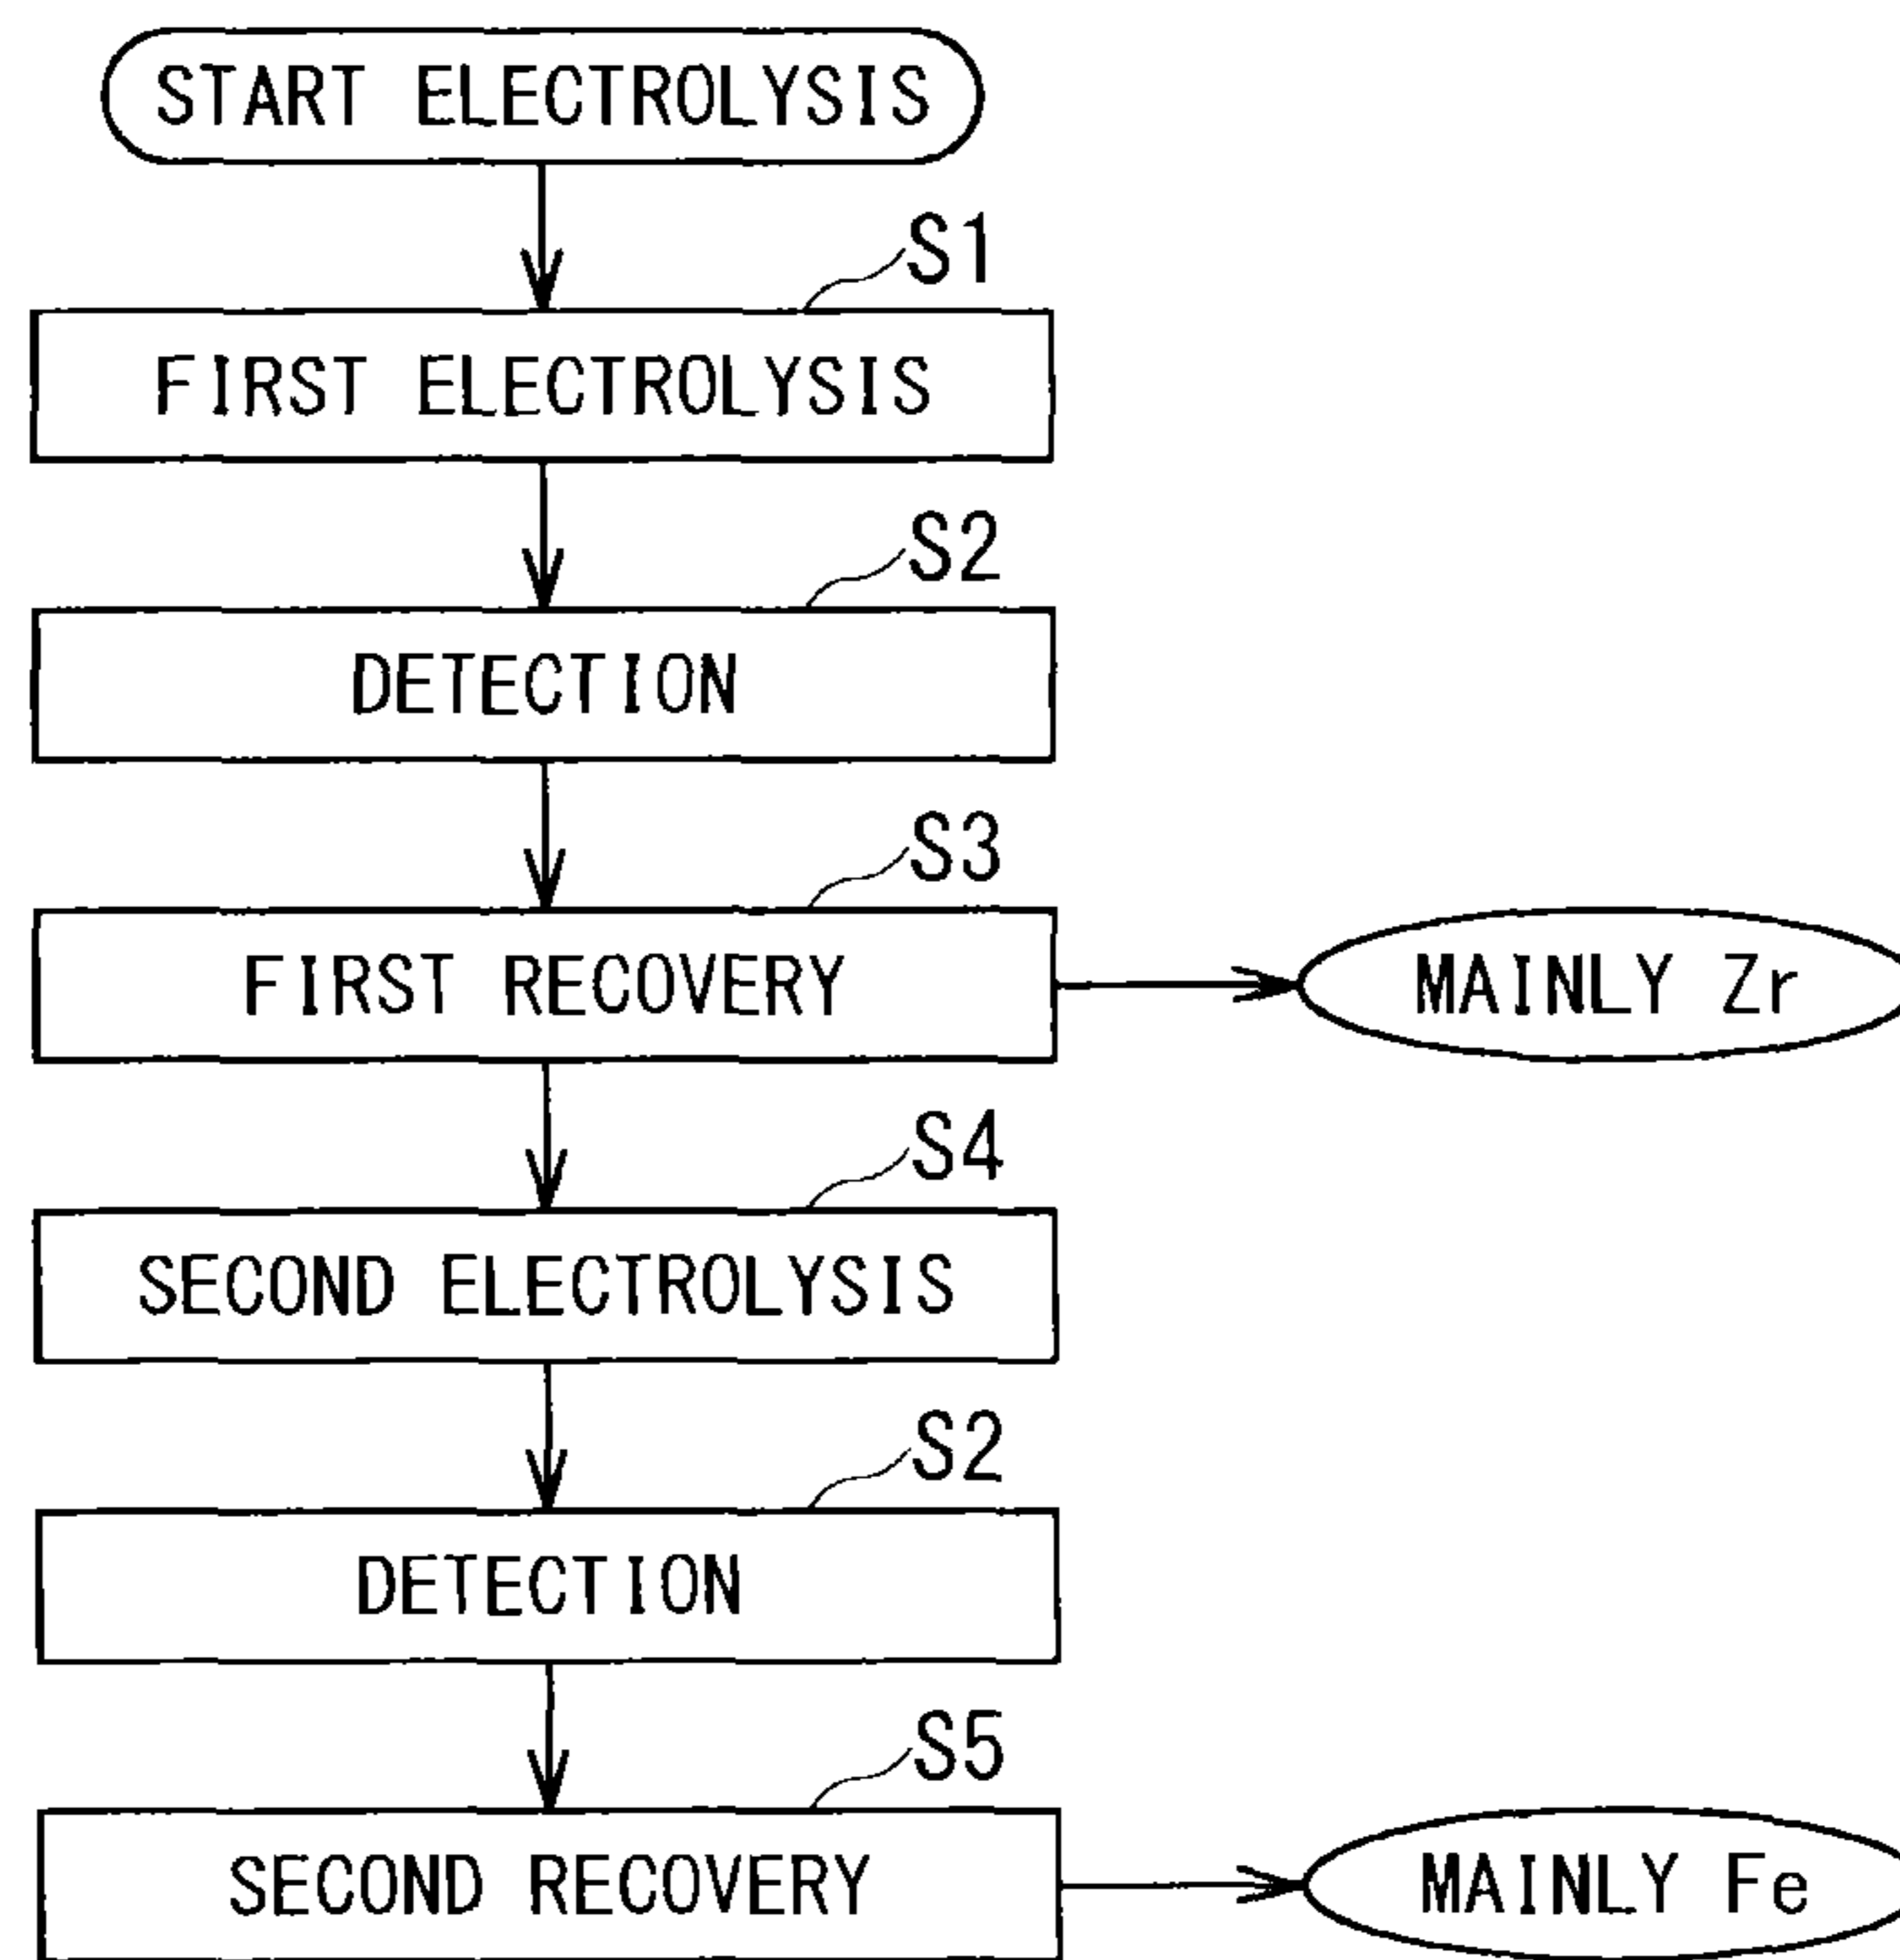 START ELECTROLYSIS
S1
FIRST ELECTROLYSIS
S2
DETECTION
S3
FIRST RECOVERY
MAINLY Zr
S4
SECOND ELECTROLYSIS
S2
DETECTION
S5
SECOND RECOVERY
MAINLY Fe